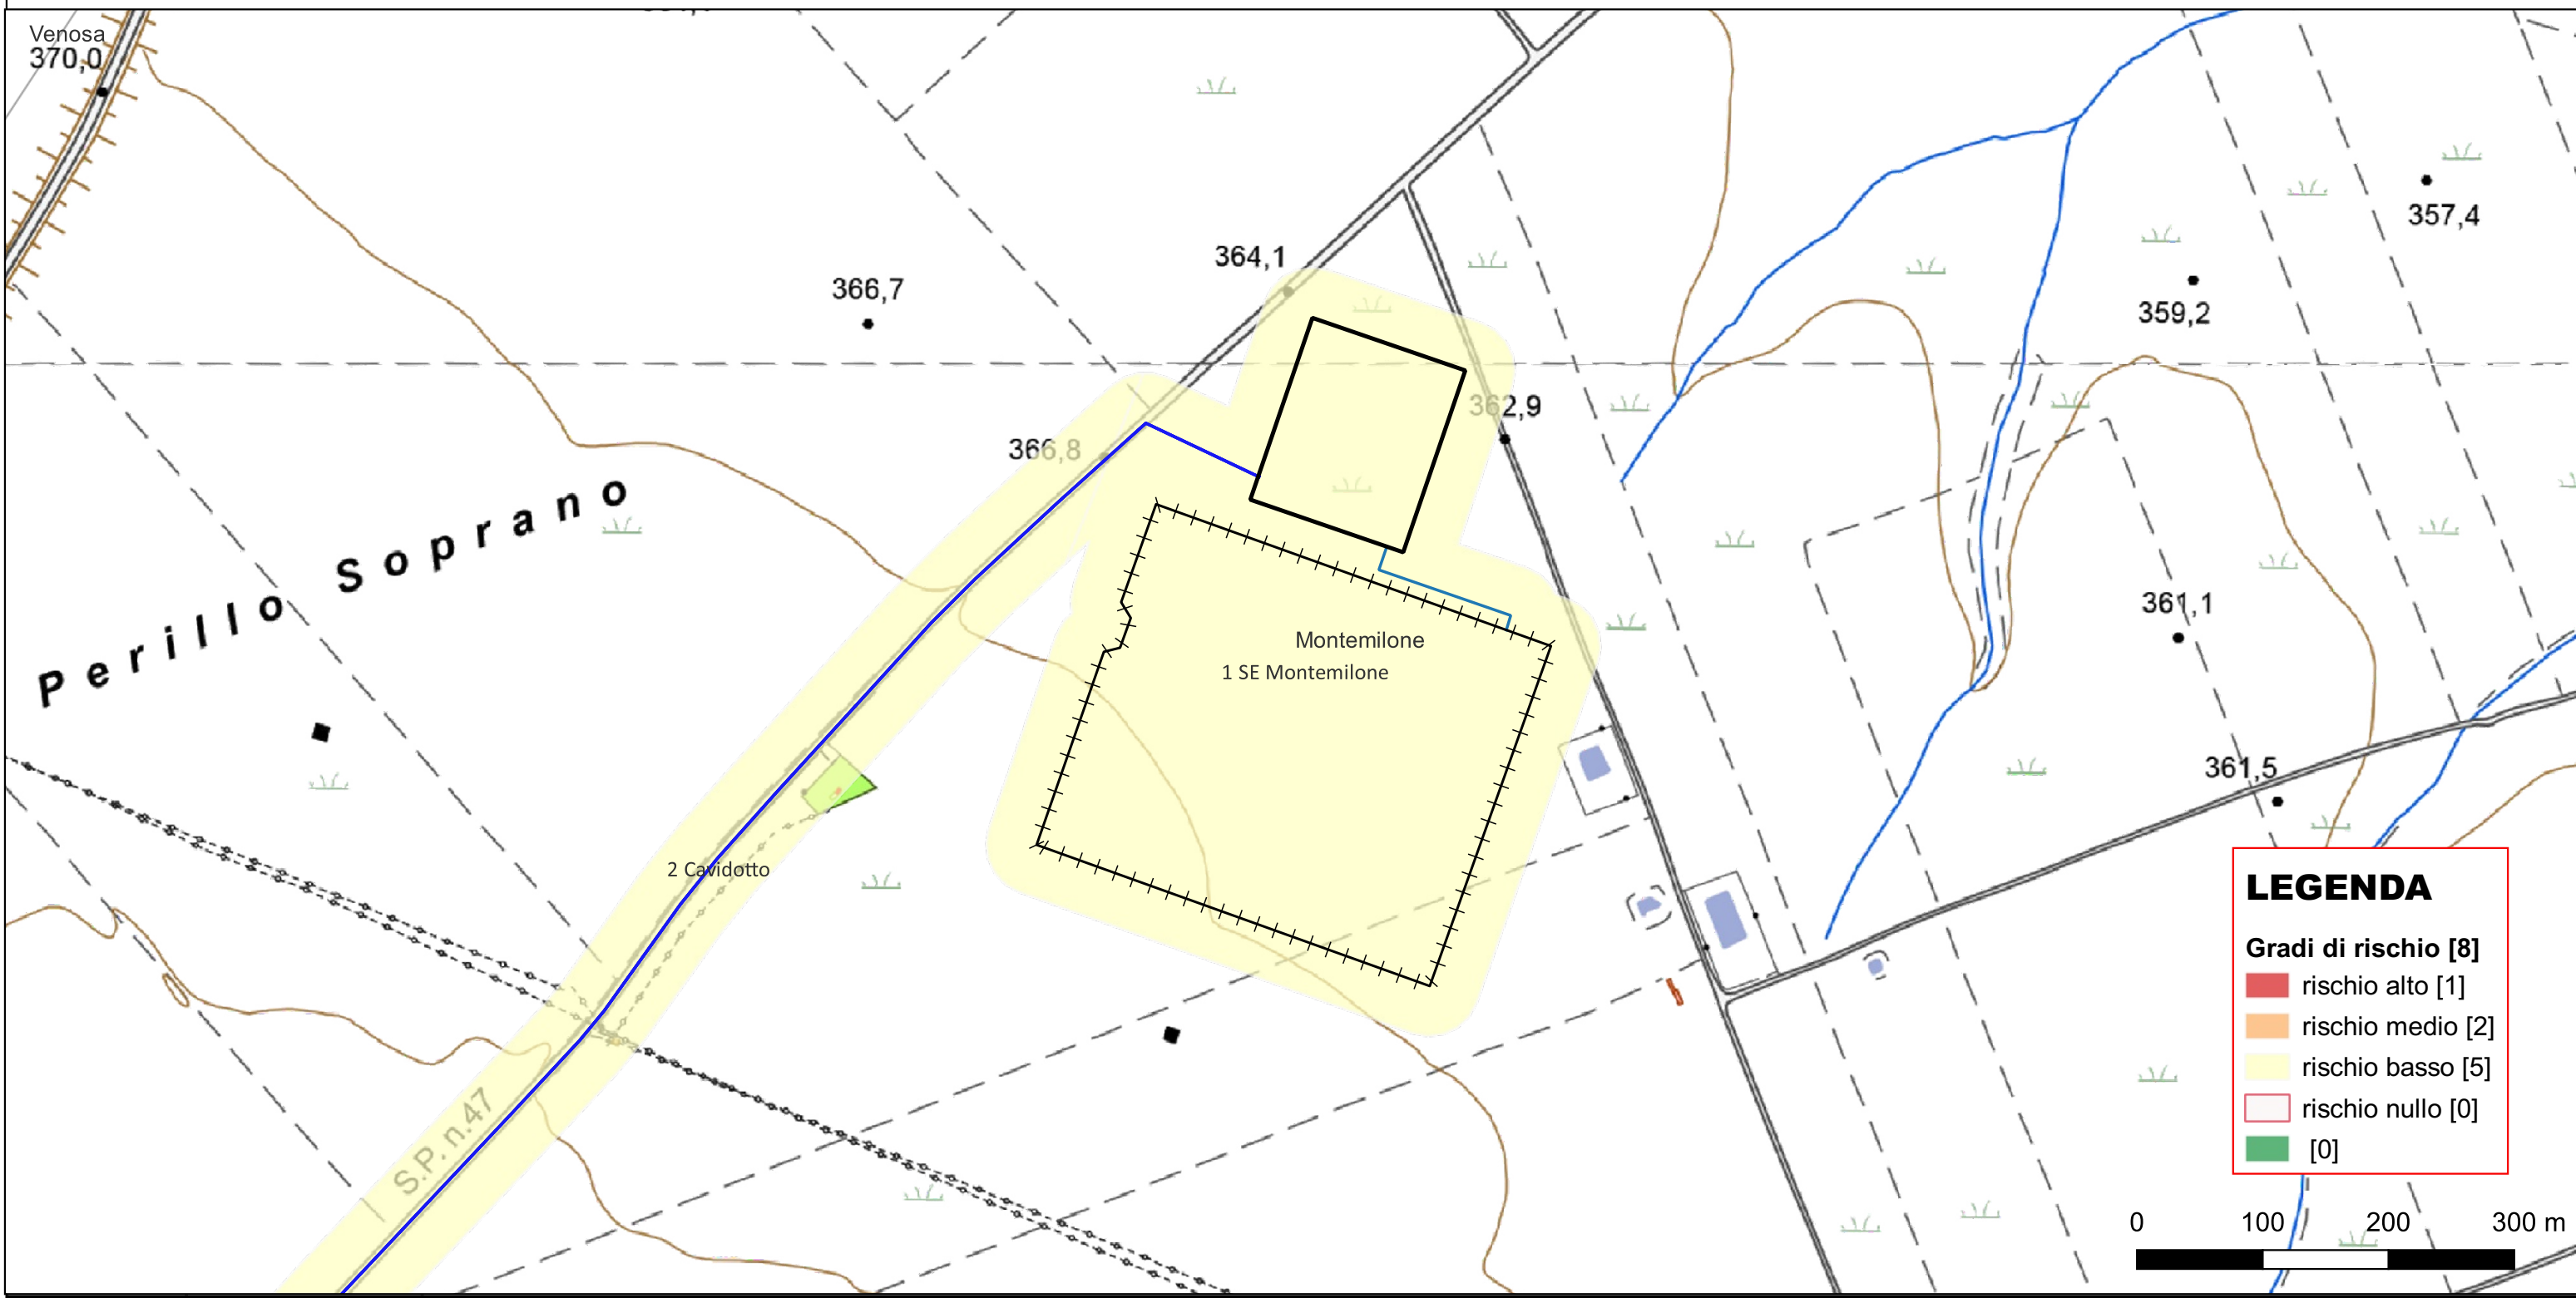 Venosa
370,0
364,1
366,7
357,4
359,2
362,9
366,8
Perillo Soprano
361,1
Montemilone
1 SE Montemilone
361,5
2 Cavidotto
S.P. n.47
LEGENDA
Gradi di rischio [8]
rischio alto [1]
rischio medio [2]
rischio basso [5]
rischio nullo [0]
[0]
0 100 200 300 m